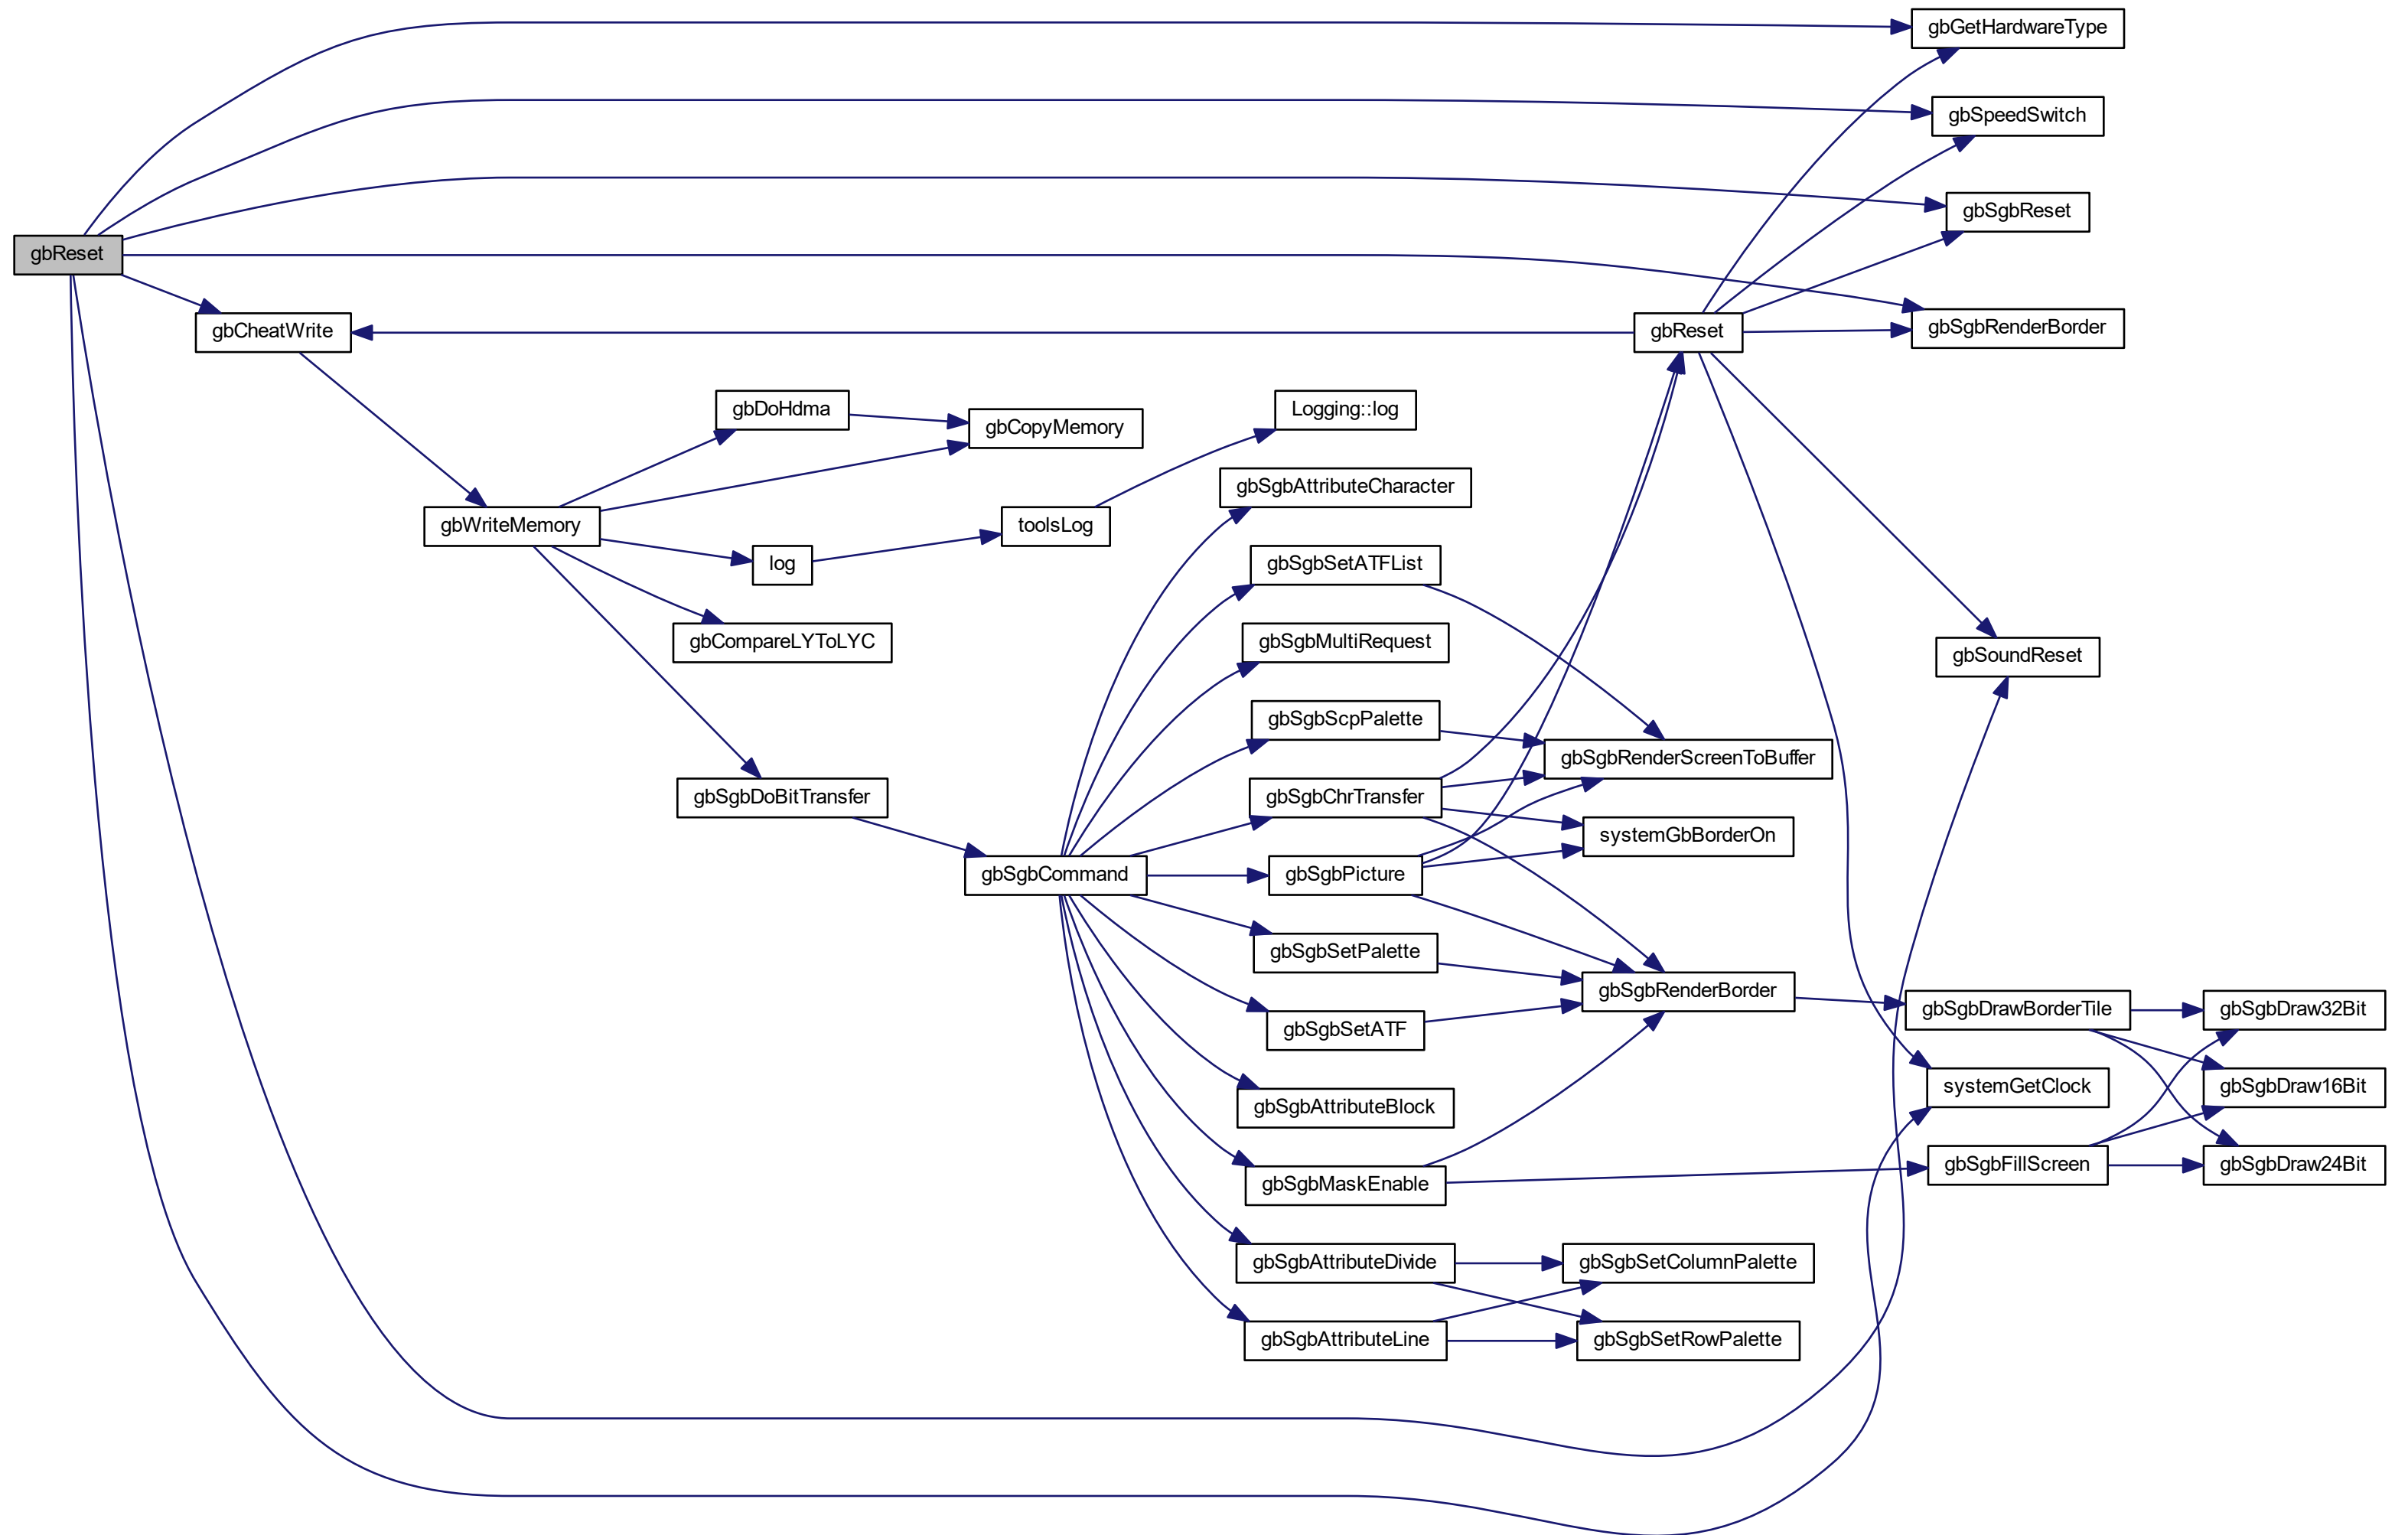 gbGetHardwareType
gbSpeedSwitch
gbSgbReset
gbReset
gbCheatWrite
gbReset
gbSgbRenderBorder
gbDoHdma
gbCopyMemory
Logging::log
gbSgbAttributeCharacter
gbWriteMemory
toolsLog
log
gbSgbSetATFList
gbCompareLYToLYC
gbSgbMultiRequest
gbSoundReset
gbSgbScpPalette
gbSgbRenderScreenToBuffer
gbSgbDoBitTransfer
gbSgbChrTransfer
systemGbBorderOn
gbSgbCommand
gbSgbPicture
gbSgbSetPalette
gbSgbRenderBorder
gbSgbDrawBorderTile
gbSgbDraw32Bit
gbSgbSetATF
systemGetClock
gbSgbDraw16Bit
gbSgbAttributeBlock
gbSgbMaskEnable
gbSgbFillScreen
gbSgbDraw24Bit
gbSgbAttributeDivide
gbSgbSetColumnPalette
gbSgbAttributeLine
gbSgbSetRowPalette